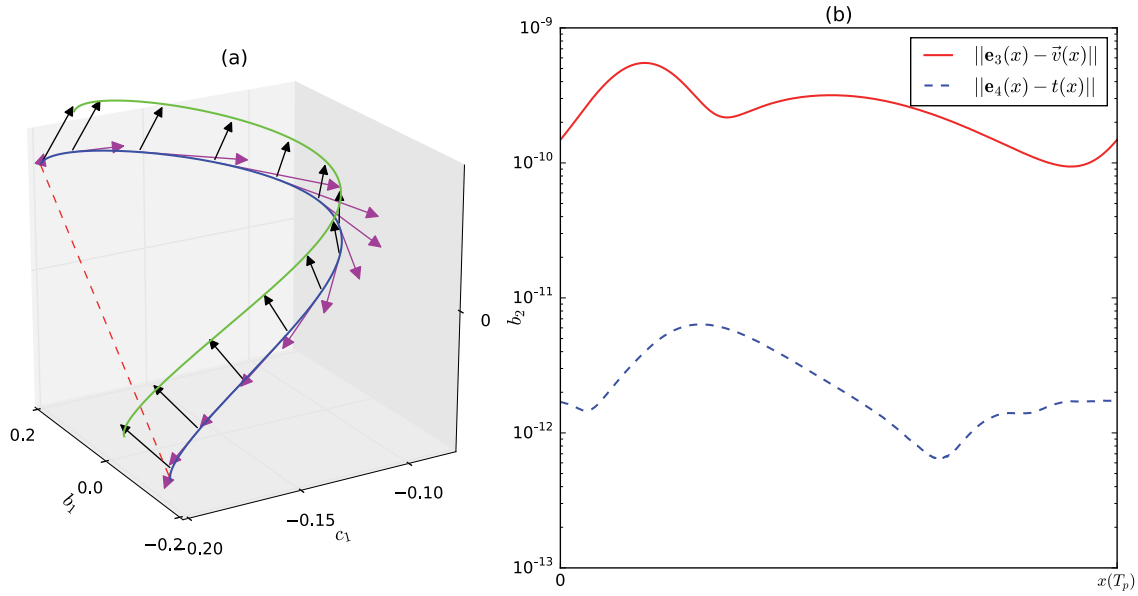 (a)
0.2
0.0
−0.2
b₁
−0.20
−0.15
−0.10
c₁
0
b₂
(b)
10⁻⁹
10⁻¹⁰
10⁻¹¹
10⁻¹²
10⁻¹³
||e₃(x) − v⃗(x)||
||e₄(x) − t(x)||
0
x(Tₚ)